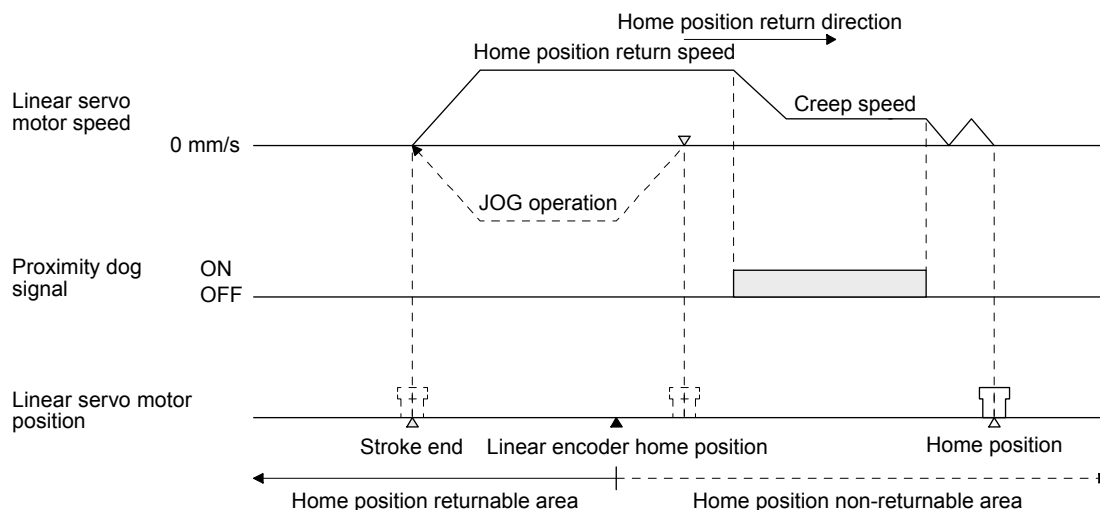 Home position return direction
Home position return speed
Linear servo
motor speed
Creep speed
0 mm/s
JOG operation
Proximity dog
signal
ON
OFF
Linear servo motor
position
Stroke end
Linear encoder home position
Home position
Home position returnable area
Home position non-returnable area